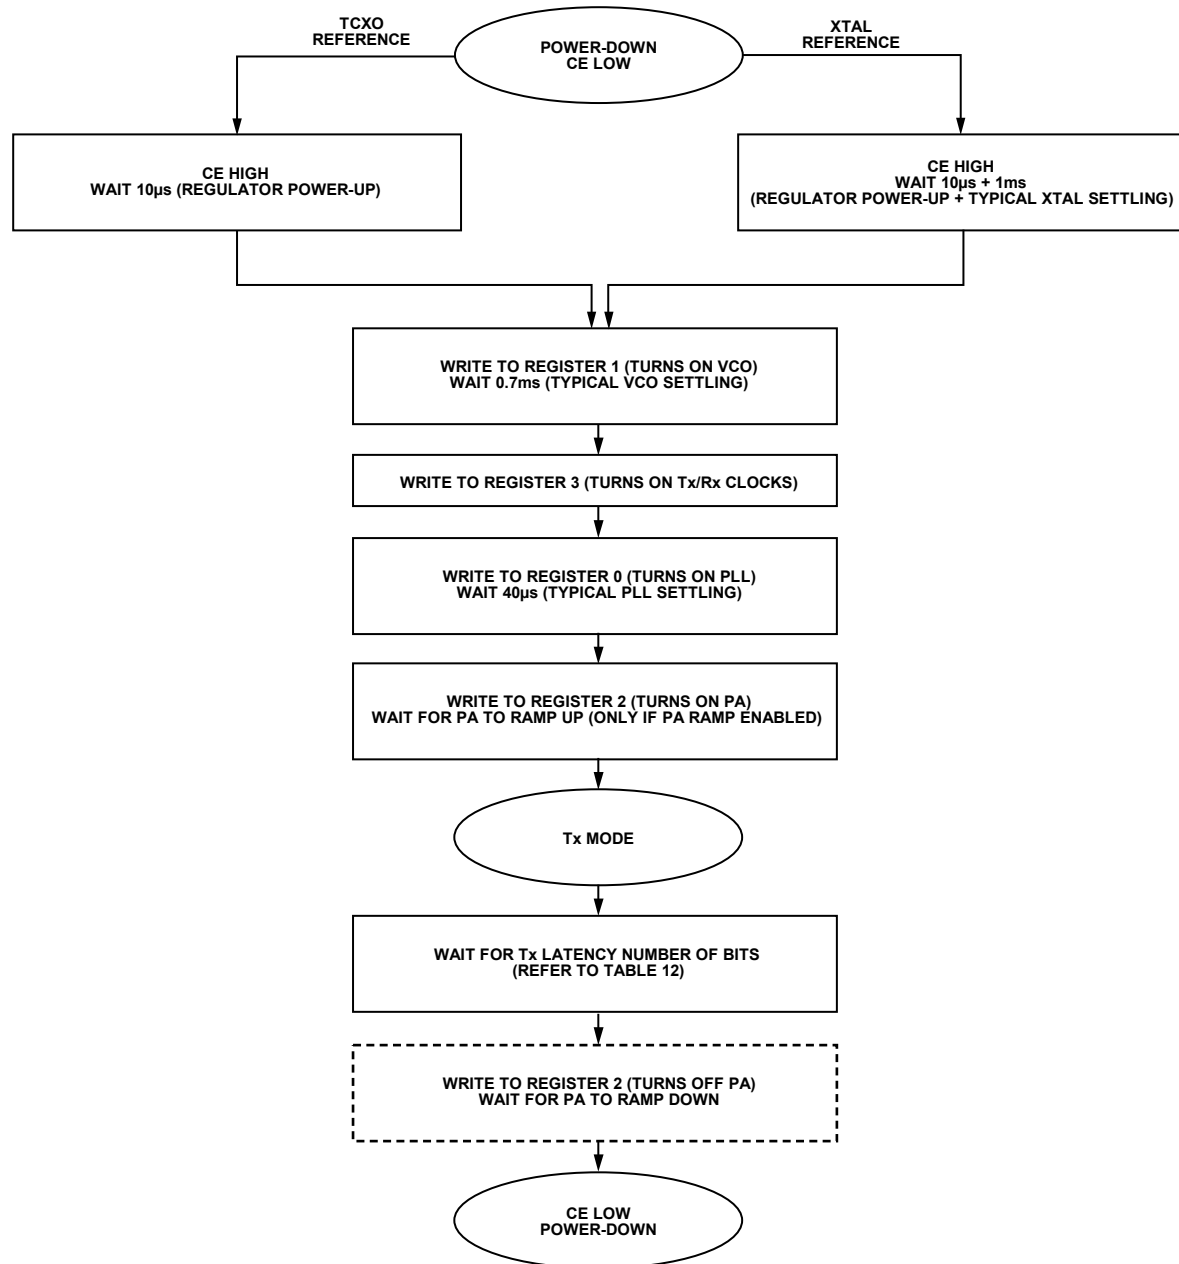 TCXO
REFERENCE
POWER-DOWN
CE LOW
XTAL
REFERENCE
CE HIGH
WAIT 10µs (REGULATOR POWER-UP)
CE HIGH
WAIT 10µs + 1ms
(REGULATOR POWER-UP + TYPICAL XTAL SETTLING)
WRITE TO REGISTER 1 (TURNS ON VCO)
WAIT 0.7ms (TYPICAL VCO SETTLING)
WRITE TO REGISTER 3 (TURNS ON Tx/Rx CLOCKS)
WRITE TO REGISTER 0 (TURNS ON PLL)
WAIT 40µs (TYPICAL PLL SETTLING)
WRITE TO REGISTER 2 (TURNS ON PA)
WAIT FOR PA TO RAMP UP (ONLY IF PA RAMP ENABLED)
Tx MODE
WAIT FOR Tx LATENCY NUMBER OF BITS
(REFER TO TABLE 12)
WRITE TO REGISTER 2 (TURNS OFF PA)
WAIT FOR PA TO RAMP DOWN
CE LOW
POWER-DOWN